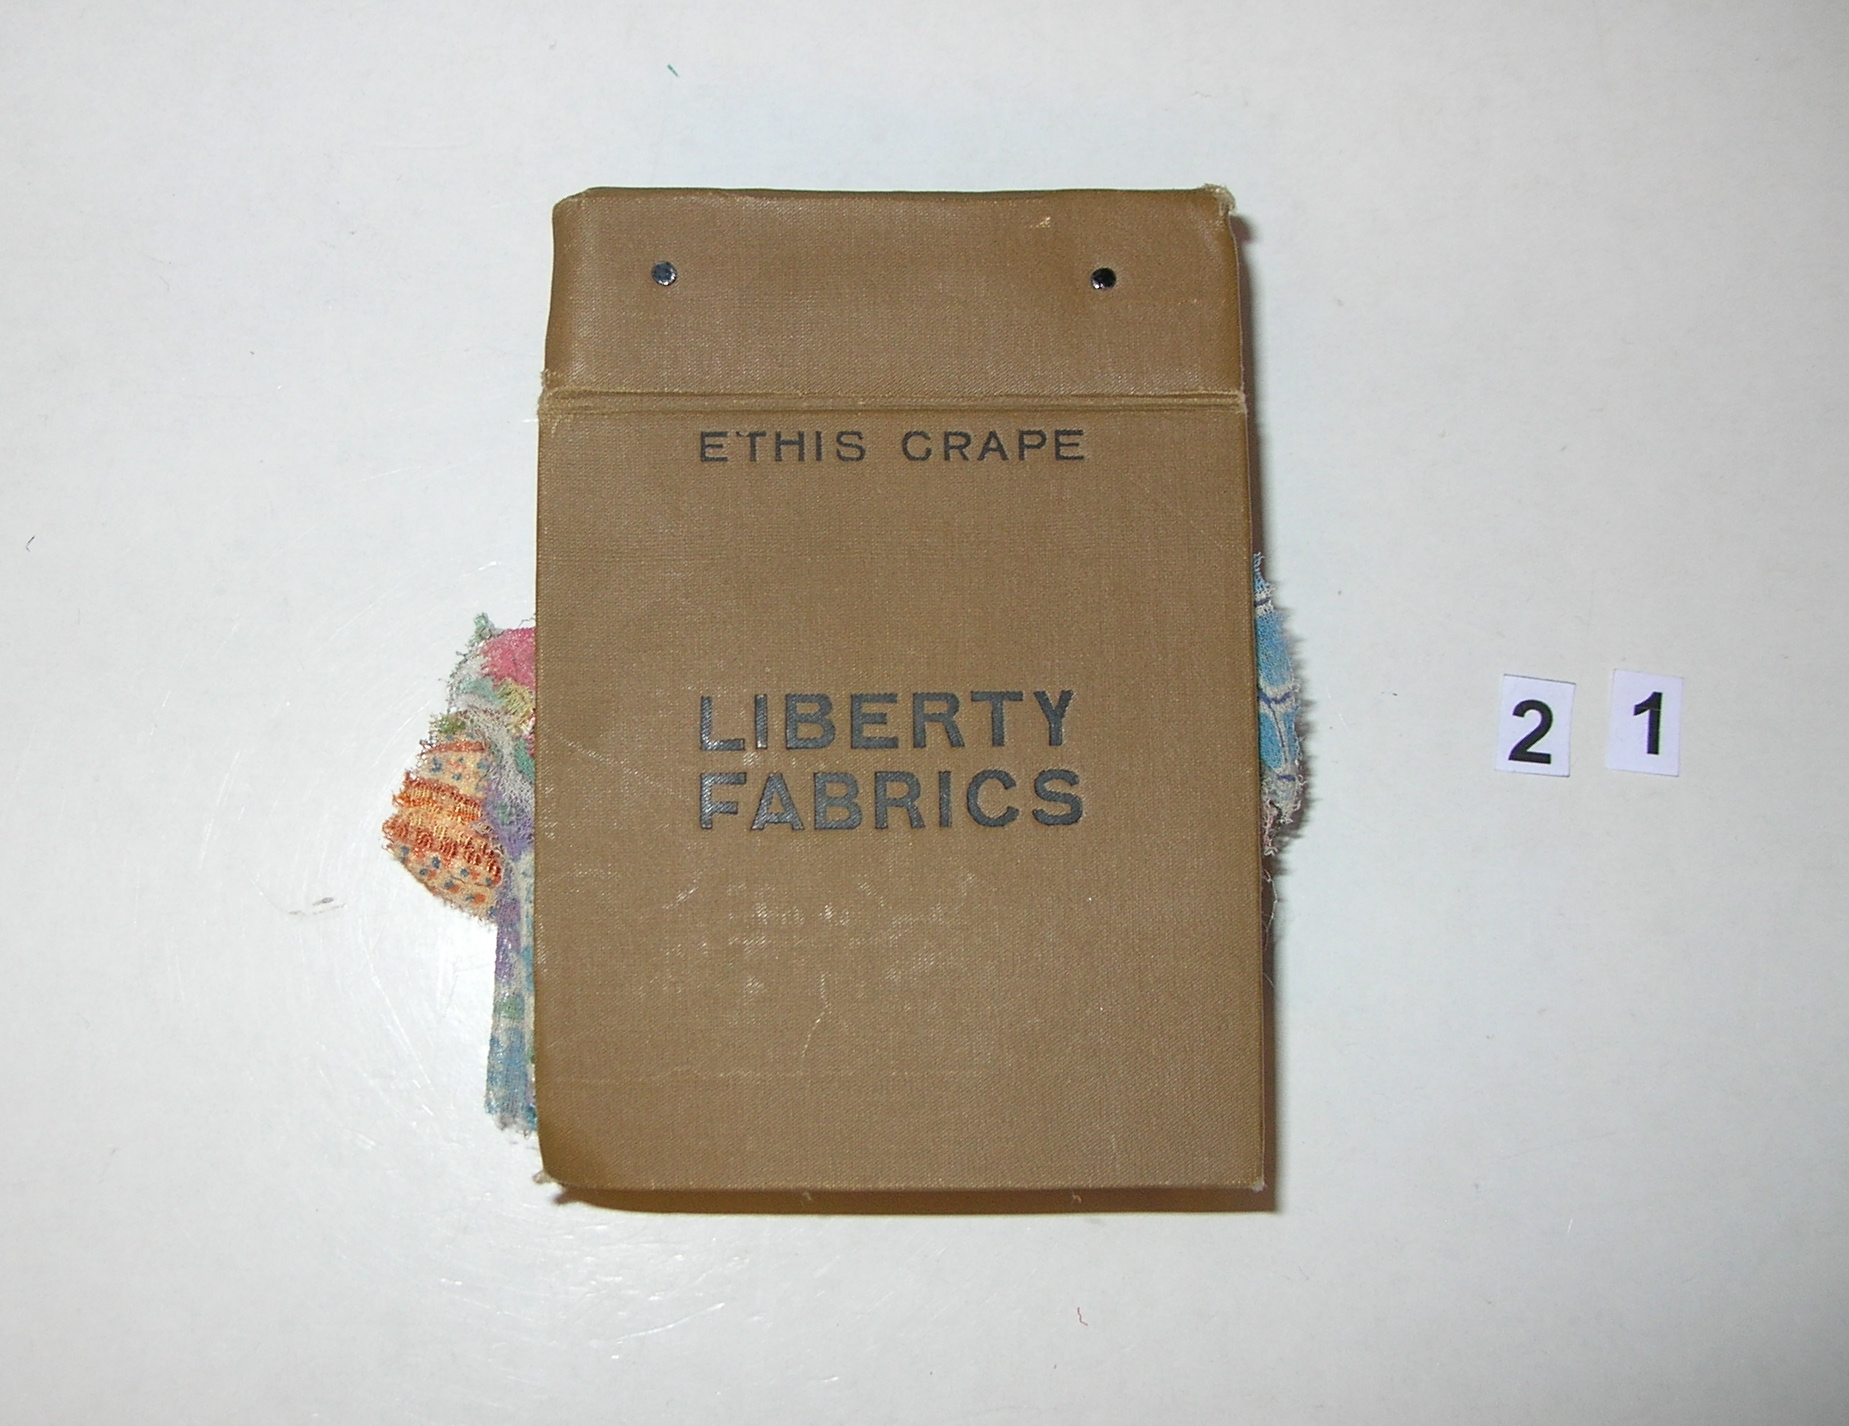 ETHIS CRAPE
LIBERTY
FABRICS
2 1